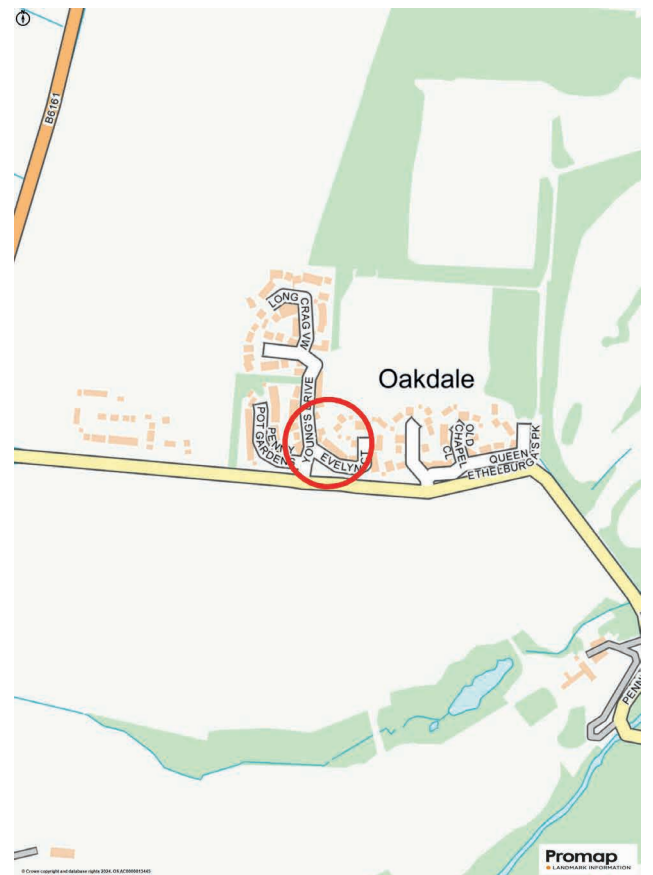 B6161
LONG
CRAG VW
YOUNG'S DRIVE
Oakdale
PENNY
POT GARDENS
EVELYN CT
OLD
CHAPEL
CL
QUEEN
ETHELBURGA'S PK
PENN
Promap
LANDMARK INFORMATION